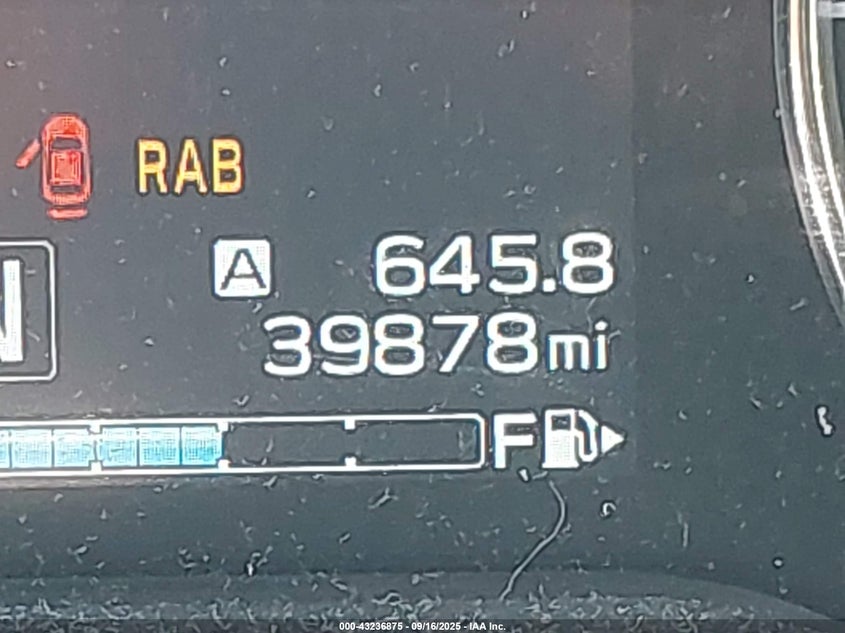 RAB
A 645.8
N 39878mi
F
000-43236875 - 09/16/2025 - IAA Inc.